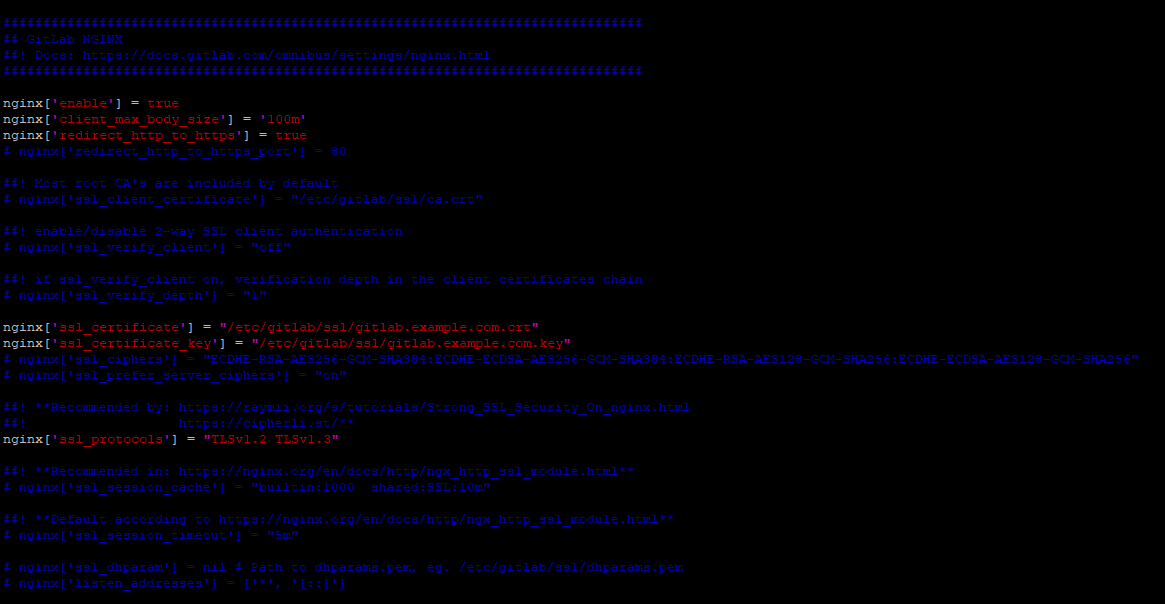 ################################################################################
## GitLab NGINX
##! Docs: https://docs.gitlab.com/omnibus/settings/nginx.html
################################################################################
nginx['enable'] = true
nginx['client_max_body_size'] = '100m'
nginx['redirect_http_to_https'] = true
# nginx['redirect_http_to_https_port'] = 80
##! Most root CA's are included by default
# nginx['ssl_client_certificate'] = "/etc/gitlab/ssl/ca.crt"
##! enable/disable 2-way SSL client authentication
# nginx['ssl_verify_client'] = "off"
##! if ssl_verify_client on, verification depth in the client certificates chain
# nginx['ssl_verify_depth'] = "1"
nginx['ssl_certificate'] = "/etc/gitlab/ssl/gitlab.example.com.crt"
nginx['ssl_certificate_key'] = "/etc/gitlab/ssl/gitlab.example.com.key"
# nginx['ssl_ciphers'] = "ECDHE-RSA-AES256-GCM-SHA384:ECDHE-ECDSA-AES256-GCM-SHA384:ECDHE-RSA-AES128-GCM-SHA256:ECDHE-ECDSA-AES128-GCM-SHA256"
# nginx['ssl_prefer_server_ciphers'] = "on"
##! **Recommended by: https://raymii.org/s/tutorials/Strong_SSL_Security_On_nginx.html
##!                   https://cipherli.st/**
nginx['ssl_protocols'] = "TLSv1.2 TLSv1.3"
##! **Recommended in: https://nginx.org/en/docs/http/ngx_http_ssl_module.html**
# nginx['ssl_session_cache'] = "builtin:1000  shared:SSL:10m"
##! **Default according to https://nginx.org/en/docs/http/ngx_http_ssl_module.html**
# nginx['ssl_session_timeout'] = "5m"
# nginx['ssl_dhparam'] = nil # Path to dhparams.pem, eg. /etc/gitlab/ssl/dhparams.pem
# nginx['listen_addresses'] = ['*', '[::]']